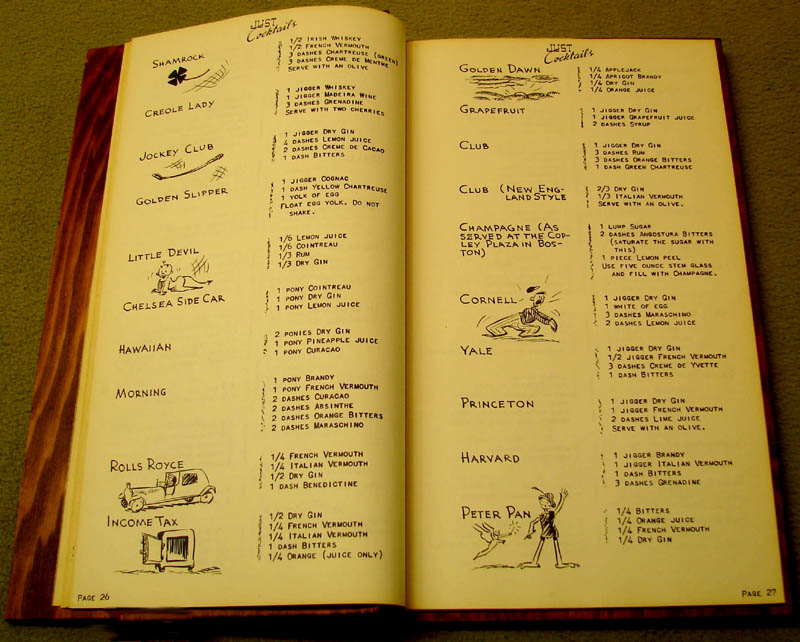 JUST
Cocktails
SHAMROCK
1/2 IRISH WHISKEY
1/2 FRENCH VERMOUTH
3 DASHES CHARTREUSE (GREEN)
3 DASHES CREME DE MENTHE
SERVE WITH AN OLIVE
CREOLE LADY
1 JIGGER WHISKEY
1 JIGGER MADEIRA WINE
3 DASHES GRENADINE
SERVE WITH TWO CHERRIES
JOCKEY CLUB
1 JIGGER DRY GIN
4 DASHES LEMON JUICE
2 DASHES CREME DE CACAO
1 DASH BITTERS
GOLDEN SLIPPER
1 JIGGER COGNAC
1 DASH YELLOW CHARTREUSE
1 YOLK OF EGG
FLOAT EGG YOLK. DO NOT
SHAKE.
LITTLE DEVIL
1/6 LEMON JUICE
1/6 COINTREAU
1/3 RUM
1/3 DRY GIN
CHELSEA SIDE CAR
1 PONY COINTREAU
1 PONY DRY GIN
1 PONY LEMON JUICE
HAWAIIAN
2 PONIES DRY GIN
1 PONY PINEAPPLE JUICE
1 PONY CURACAO
MORNING
1 PONY BRANDY
1 PONY FRENCH VERMOUTH
2 DASHES CURACAO
2 DASHES ABSINTHE
2 DASHES ORANGE BITTERS
2 DASHES MARASCHINO
ROLLS ROYCE
1/4 FRENCH VERMOUTH
1/4 ITALIAN VERMOUTH
1/2 DRY GIN
1 DASH BENEDICTINE
INCOME TAX
1/2 DRY GIN
1/4 FRENCH VERMOUTH
1/4 ITALIAN VERMOUTH
1 DASH BITTERS
1/4 ORANGE (JUICE ONLY)
PAGE 26
JUST
Cocktails
GOLDEN DAWN
1/4 APPLEJACK
1/4 APRICOT BRANDY
1/4 DRY GIN
1/4 ORANGE JUICE
GRAPEFRUIT
1 JIGGER DRY GIN
1 JIGGER GRAPEFRUIT JUICE
2 DASHES SYRUP
CLUB
1 JIGGER DRY GIN
3 DASHES RUM
3 DASHES ORANGE BITTERS
1 DASH GREEN CHARTREUSE
CLUB (NEW ENG-
LAND STYLE
2/3 DRY GIN
1/3 ITALIAN VERMOUTH
SERVE WITH AN OLIVE.
CHAMPAGNE (AS
SERVED AT THE COP-
LEY PLAZA IN BOS-
TON)
1 LUMP SUGAR
2 DASHES ANGOSTURA BITTERS
(SATURATE THE SUGAR WITH
THIS)
1 PIECE LEMON PEEL
USE FIVE OUNCE STEM GLASS
AND FILL WITH CHAMPAGNE.
CORNELL
1 JIGGER DRY GIN
1 WHITE OF EGG
3 DASHES MARASCHINO
2 DASHES LEMON JUICE
YALE
1 JIGGER DRY GIN
1/2 JIGGER FRENCH VERMOUTH
3 DASHES CREME DE YVETTE
1 DASH BITTERS
PRINCETON
1 JIGGER DRY GIN
1 JIGGER FRENCH VERMOUTH
2 DASHES LIME JUICE
SERVE WITH AN OLIVE.
HARVARD
1 JIGGER BRANDY
1 JIGGER ITALIAN VERMOUTH
1 DASH BITTERS
3 DASHES GRENADINE
PETER PAN
1/4 BITTERS
1/4 ORANGE JUICE
1/4 FRENCH VERMOUTH
1/4 DRY GIN
PAGE 27